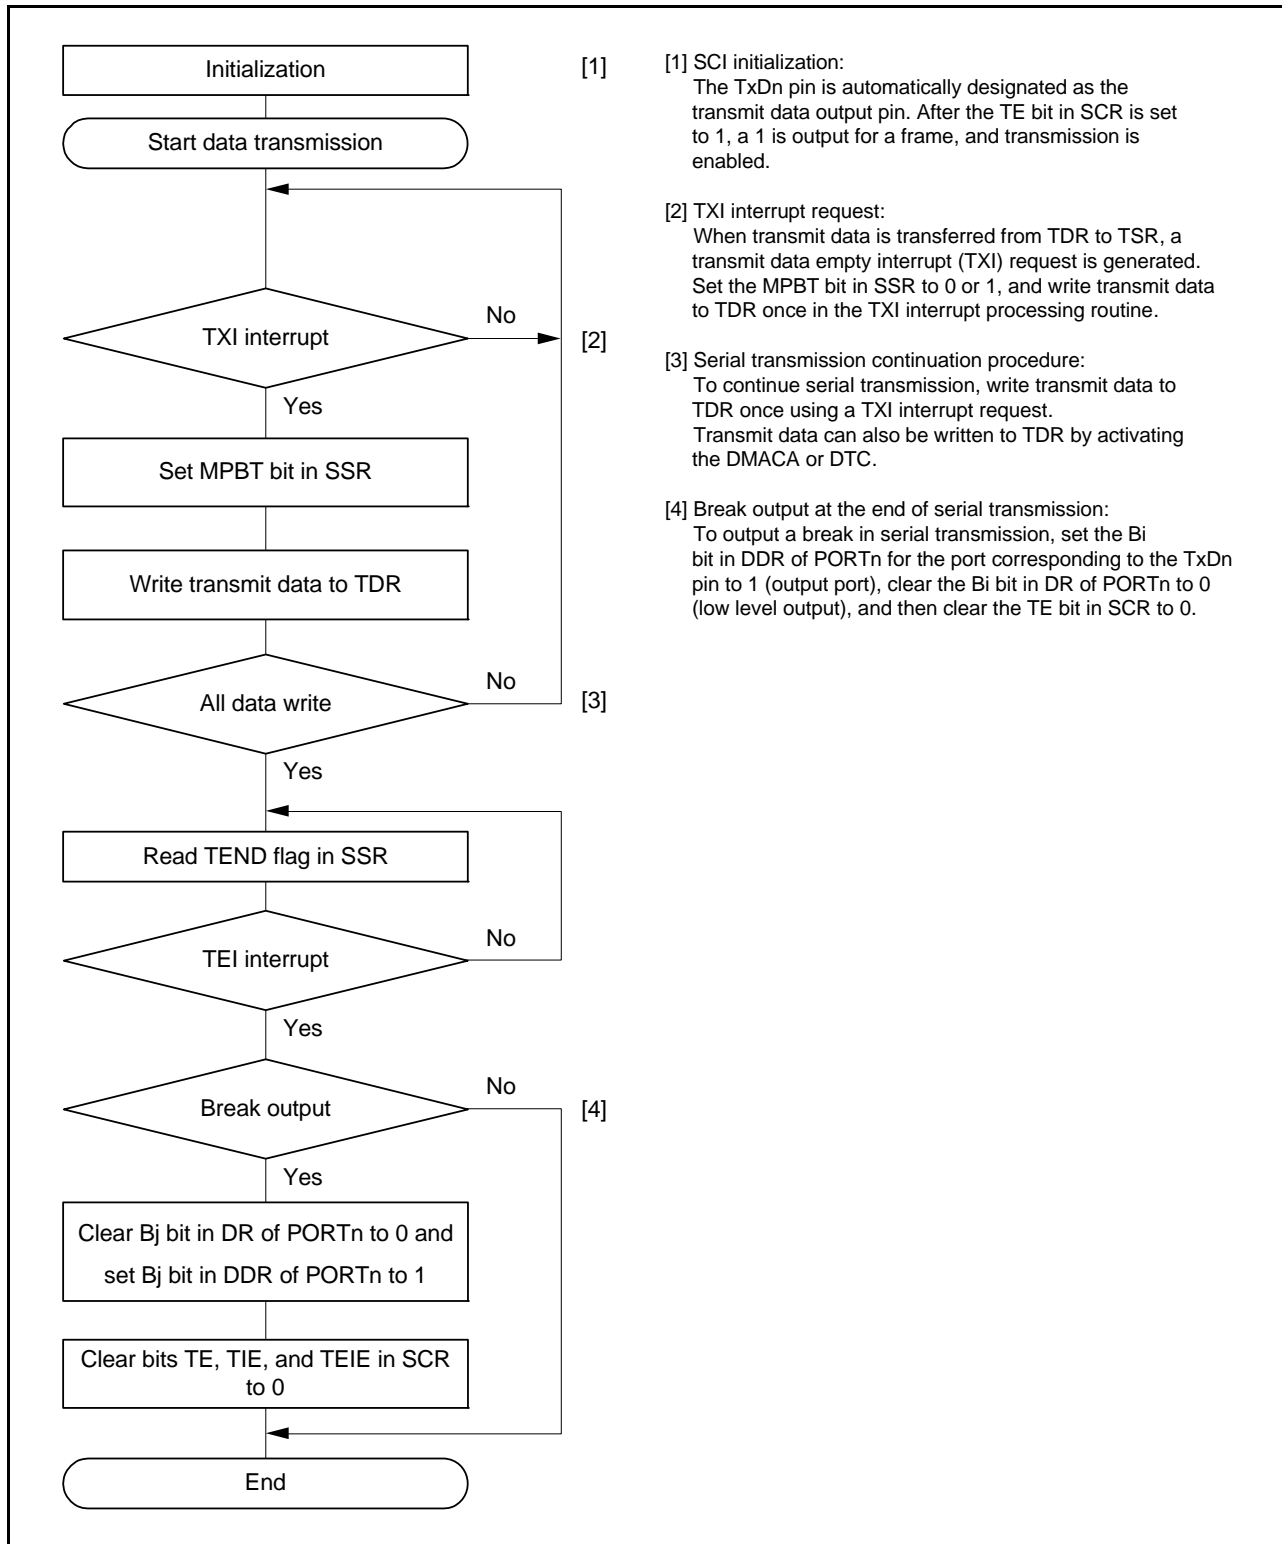 Initialization
[1]
Start data transmission
TXI interrupt
No
[2]
Yes
Set MPBT bit in SSR
Write transmit data to TDR
All data write
No
[3]
Yes
Read TEND flag in SSR
TEI interrupt
No
Yes
Break output
No
[4]
Yes
Clear Bj bit in DR of PORTn to 0 and
set Bj bit in DDR of PORTn to 1
Clear bits TE, TIE, and TEIE in SCR
to 0
End
[1] SCI initialization:
The TxDn pin is automatically designated as the
transmit data output pin. After the TE bit in SCR is set
to 1, a 1 is output for a frame, and transmission is
enabled.
[2] TXI interrupt request:
When transmit data is transferred from TDR to TSR, a
transmit data empty interrupt (TXI) request is generated.
Set the MPBT bit in SSR to 0 or 1, and write transmit data
to TDR once in the TXI interrupt processing routine.
[3] Serial transmission continuation procedure:
To continue serial transmission, write transmit data to
TDR once using a TXI interrupt request.
Transmit data can also be written to TDR by activating
the DMACA or DTC.
[4] Break output at the end of serial transmission:
To output a break in serial transmission, set the Bi
bit in DDR of PORTn for the port corresponding to the TxDn
pin to 1 (output port), clear the Bi bit in DR of PORTn to 0
(low level output), and then clear the TE bit in SCR to 0.